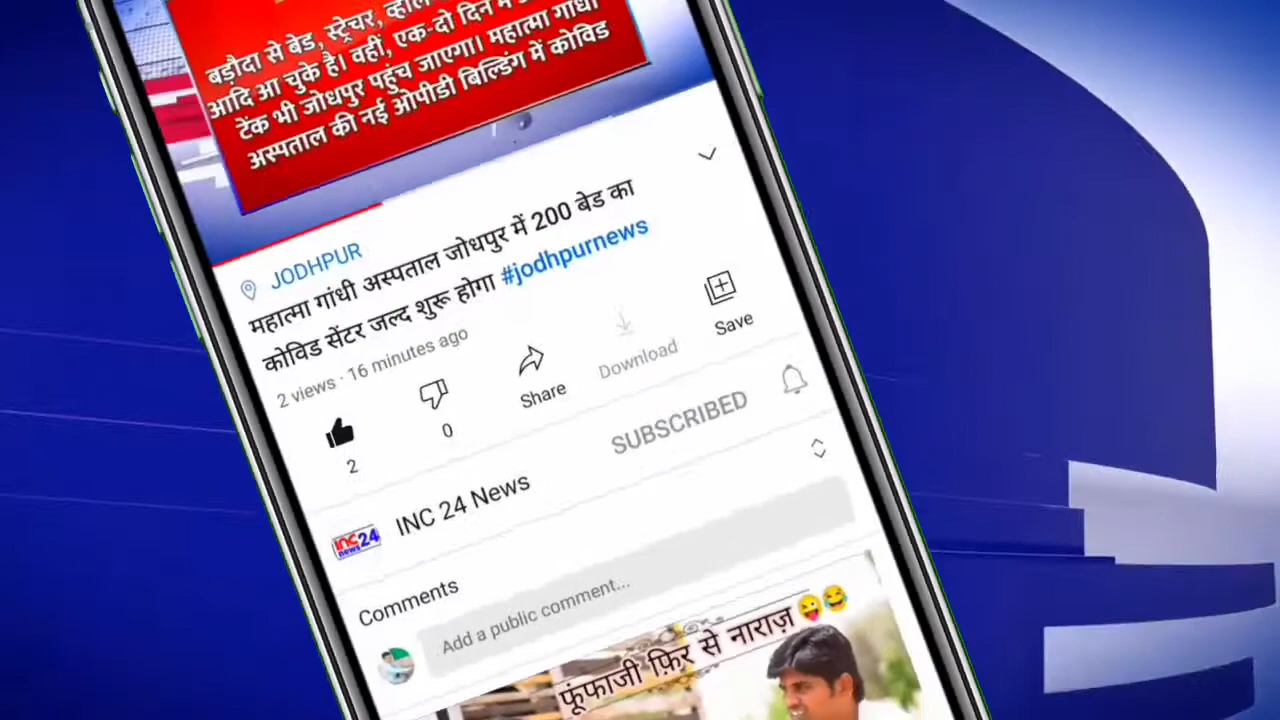 बड़ौदा से बेड, स्ट्रेचर,
आदि आ चुके है। वहीं, एक-दो दिन में
टेंक भी जोधपुर पहुंच जाएगा। महात्मा गांधी
अस्पताल की नई ओपीडी बिल्डिंग में कोविड
JODHPUR
महात्मा गांधी अस्पताल जोधपुर में 200 बेड का
कोविड सेंटर जल्द शुरू होगा #jodhpurnews
2 views · 16 minutes ago
2
0
Share
Download
Save
INC 24 News
SUBSCRIBED
INC 24
news
Comments
Add a public comment...
फूंफाजी फ़िर से नाराज़😜😂